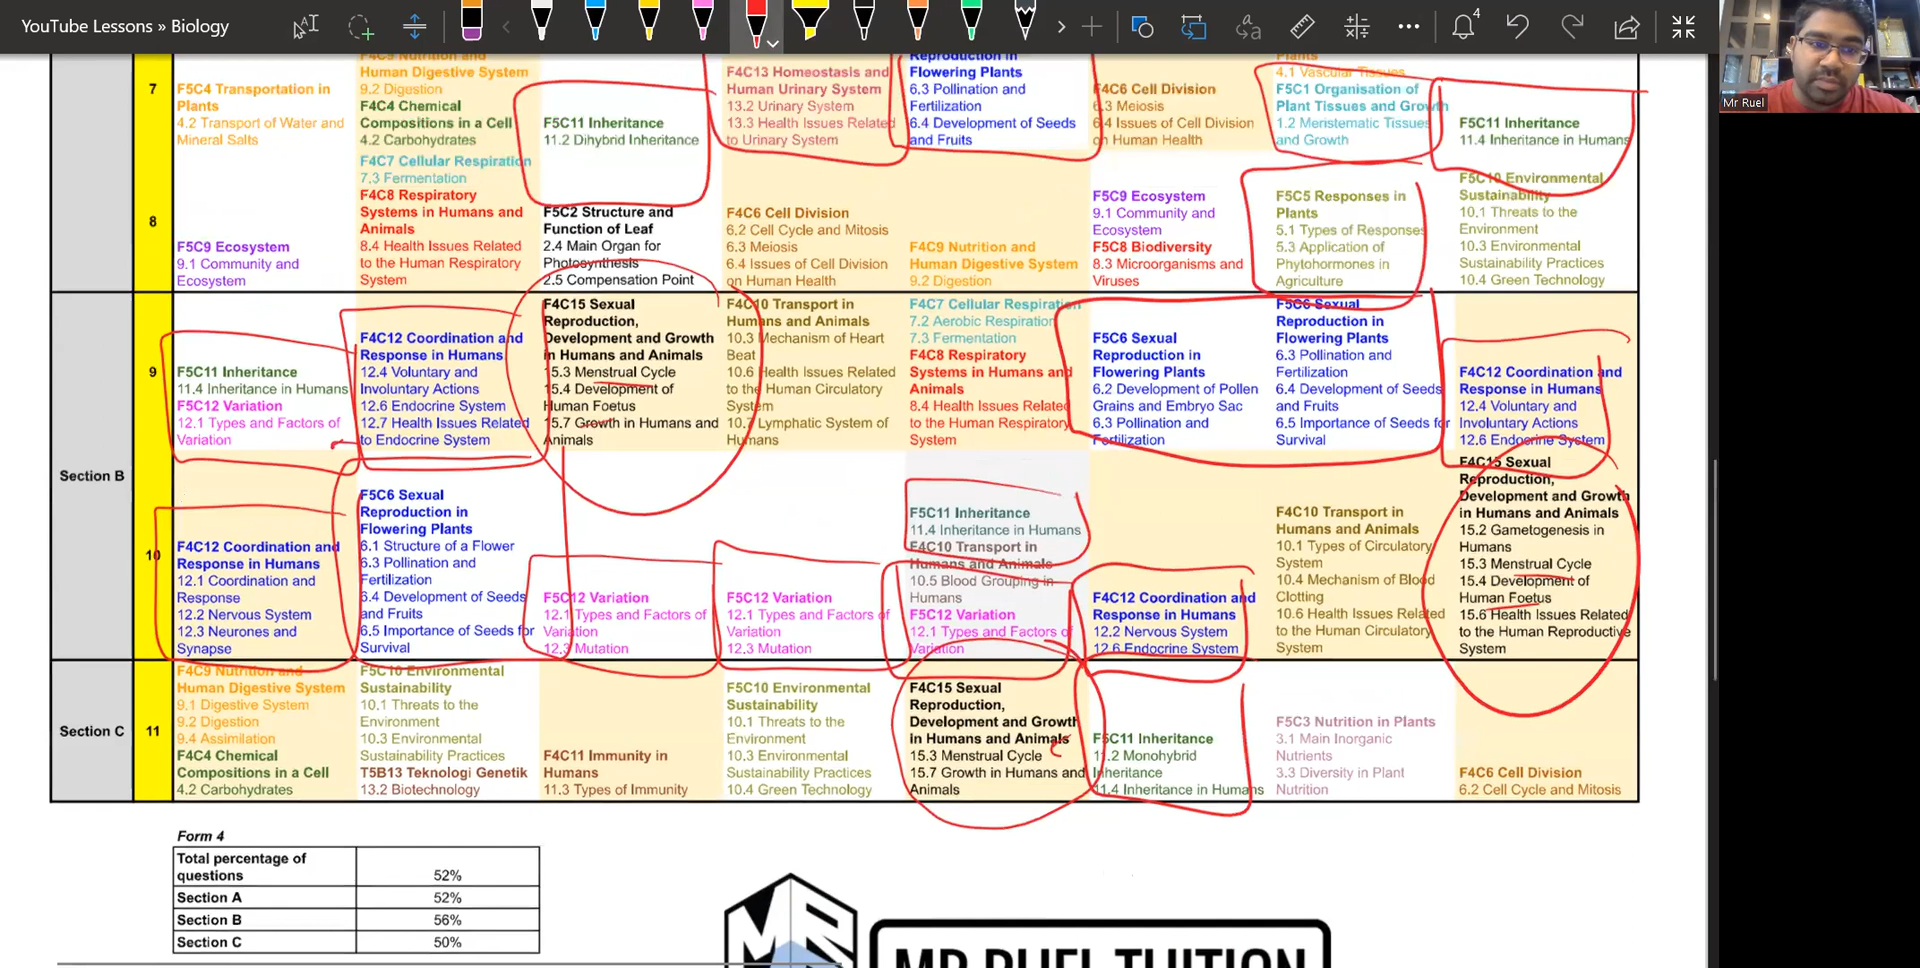 YouTube Lessons » Biology
4
Mr Ruel
7
F5C4 Transportation in
Plants
4.2 Transport of Water and
Mineral Salts
F4C9 Nutrition and
Human Digestive System
9.2 Digestion
F4C4 Chemical
Compositions in a Cell
4.2 Carbohydrates
F5C11 Inheritance
11.2 Dihybrid Inheritance
F4C13 Homeostasis and
Human Urinary System
13.2 Urinary System
13.3 Health Issues Related
to Urinary System
Reproduction in
Flowering Plants
6.3 Pollination and
Fertilization
6.4 Development of Seeds
and Fruits
F4C6 Cell Division
6.3 Meiosis
6.4 Issues of Cell Division
on Human Health
Plants
4.1 Vascular Tissues
F5C1 Organisation of
Plant Tissues and Growth
1.2 Meristematic Tissues
and Growth
F5C11 Inheritance
11.4 Inheritance in Humans
8
F5C9 Ecosystem
9.1 Community and
Ecosystem
F4C7 Cellular Respiration
7.3 Fermentation
F4C8 Respiratory
Systems in Humans and
Animals
8.4 Health Issues Related
to the Human Respiratory
System
F5C2 Structure and
Function of Leaf
2.4 Main Organ for
Photosynthesis
2.5 Compensation Point
F4C6 Cell Division
6.2 Cell Cycle and Mitosis
6.3 Meiosis
6.4 Issues of Cell Division
on Human Health
F4C9 Nutrition and
Human Digestive System
9.2 Digestion
F5C9 Ecosystem
9.1 Community and
Ecosystem
F5C8 Biodiversity
8.3 Microorganisms and
Viruses
F5C5 Responses in
Plants
5.1 Types of Responses
5.3 Application of
Phytohormones in
Agriculture
F5C10 Environmental
Sustainability
10.1 Threats to the
Environment
10.3 Environmental
Sustainability Practices
10.4 Green Technology
Section B
9
F5C11 Inheritance
11.4 Inheritance in Humans
F5C12 Variation
12.1 Types and Factors of
Variation
F4C12 Coordination and
Response in Humans
12.4 Voluntary and
Involuntary Actions
12.6 Endocrine System
12.7 Health Issues Related
to Endocrine System
F4C15 Sexual
Reproduction,
Development and Growth
in Humans and Animals
15.3 Menstrual Cycle
15.4 Development of
Human Foetus
15.7 Growth in Humans and
Animals
F4C10 Transport in
Humans and Animals
10.3 Mechanism of Heart
Beat
10.6 Health Issues Related
to the Human Circulatory
System
10.7 Lymphatic System of
Humans
F4C7 Cellular Respiration
7.2 Aerobic Respiration
7.3 Fermentation
F4C8 Respiratory
Systems in Humans and
Animals
8.4 Health Issues Related
to the Human Respiratory
System
F5C6 Sexual
Reproduction in
Flowering Plants
6.2 Development of Pollen
Grains and Embryo Sac
6.3 Pollination and
Fertilization
F5C6 Sexual
Reproduction in
Flowering Plants
6.3 Pollination and
Fertilization
6.4 Development of Seeds
and Fruits
6.5 Importance of Seeds for
Survival
F4C12 Coordination and
Response in Humans
12.4 Voluntary and
Involuntary Actions
12.6 Endocrine System
10
F4C12 Coordination and
Response in Humans
12.1 Coordination and
Response
12.2 Nervous System
12.3 Neurones and
Synapse
F5C6 Sexual
Reproduction in
Flowering Plants
6.1 Structure of a Flower
6.3 Pollination and
Fertilization
6.4 Development of Seeds
and Fruits
6.5 Importance of Seeds for
Survival
F5C12 Variation
12.1 Types and Factors of
Variation
12.3 Mutation
F5C12 Variation
12.1 Types and Factors of
Variation
12.3 Mutation
F5C11 Inheritance
11.4 Inheritance in Humans
F4C10 Transport in
Humans and Animals
10.5 Blood Grouping in
Humans
F5C12 Variation
12.1 Types and Factors of
Variation
F4C12 Coordination and
Response in Humans
12.2 Nervous System
12.6 Endocrine System
F4C10 Transport in
Humans and Animals
10.1 Types of Circulatory
System
10.4 Mechanism of Blood
Clotting
10.6 Health Issues Related
to the Human Circulatory
System
F4C15 Sexual
Reproduction,
Development and Growth
in Humans and Animals
15.2 Gametogenesis in
Humans
15.3 Menstrual Cycle
15.4 Development of
Human Foetus
15.6 Health Issues Related
to the Human Reproductive
System
Section C
11
F4C9 Nutrition and
Human Digestive System
9.1 Digestive System
9.2 Digestion
9.4 Assimilation
F4C4 Chemical
Compositions in a Cell
4.2 Carbohydrates
F5C10 Environmental
Sustainability
10.1 Threats to the
Environment
10.3 Environmental
Sustainability Practices
T5B13 Teknologi Genetik
13.2 Biotechnology
F4C11 Immunity in
Humans
11.3 Types of Immunity
F5C10 Environmental
Sustainability
10.1 Threats to the
Environment
10.3 Environmental
Sustainability Practices
10.4 Green Technology
F4C15 Sexual
Reproduction,
Development and Growth
in Humans and Animals
15.3 Menstrual Cycle
15.7 Growth in Humans and
Animals
F5C11 Inheritance
11.2 Monohybrid
Inheritance
11.4 Inheritance in Humans
F5C3 Nutrition in Plants
3.1 Main Inorganic
Nutrients
3.3 Diversity in Plant
Nutrition
F4C6 Cell Division
6.2 Cell Cycle and Mitosis
Form 4
Total percentage of
questions
52%
Section A 52%
Section B 56%
Section C 50%
MR RUEL TUITION